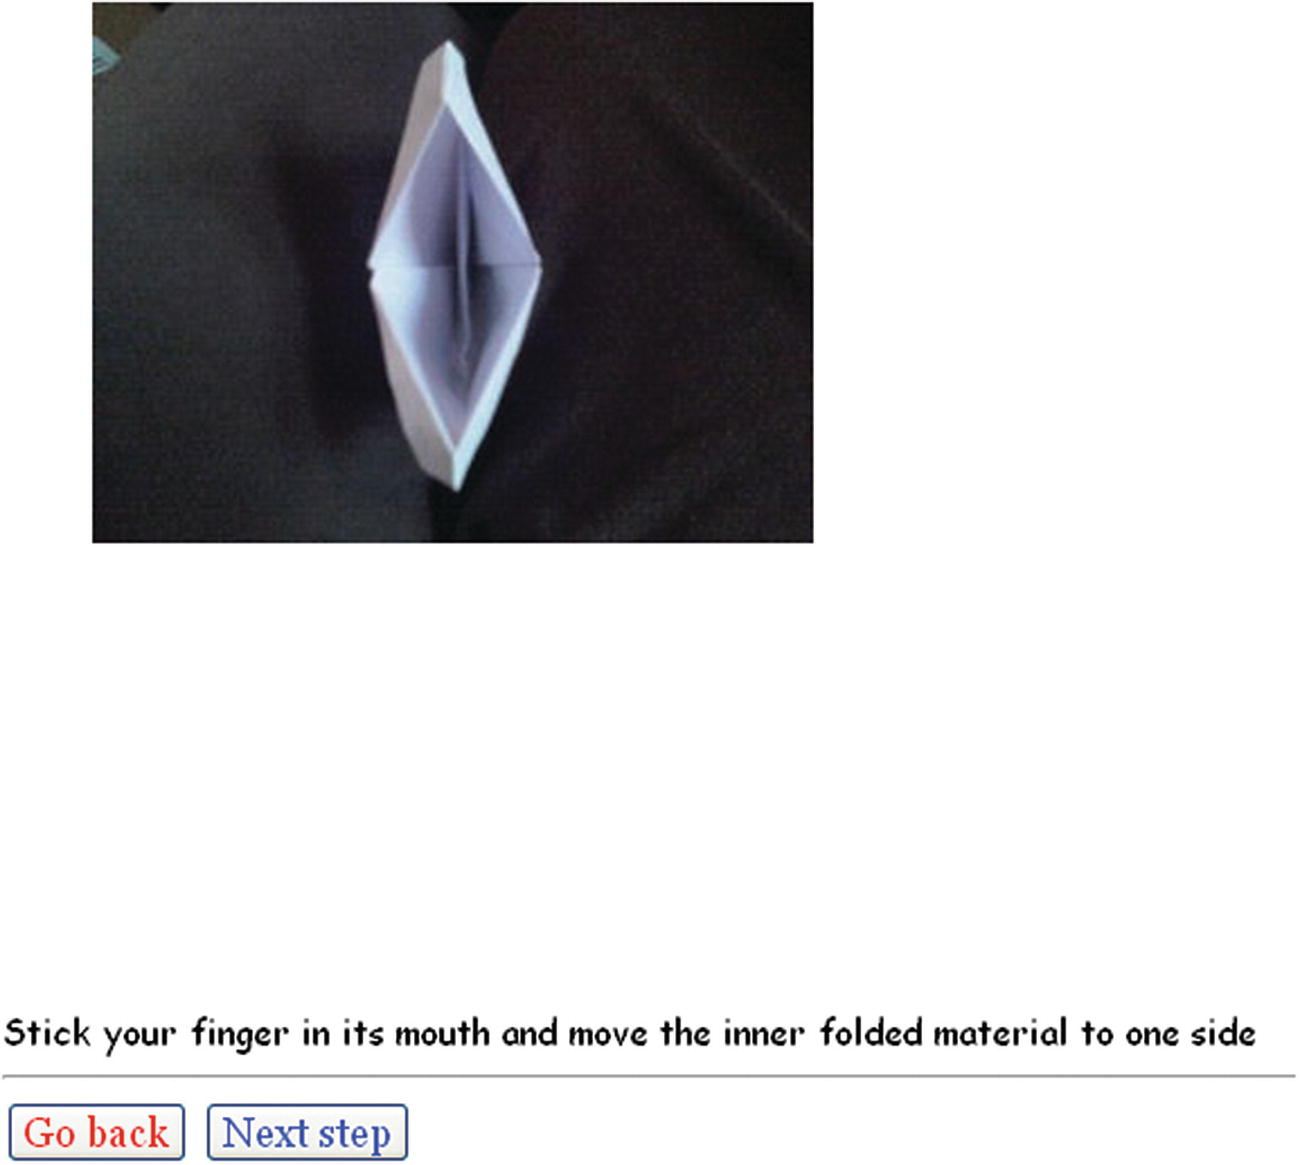 Stick your finger in its mouth and move the inner folded material to one side
Go back
Next step